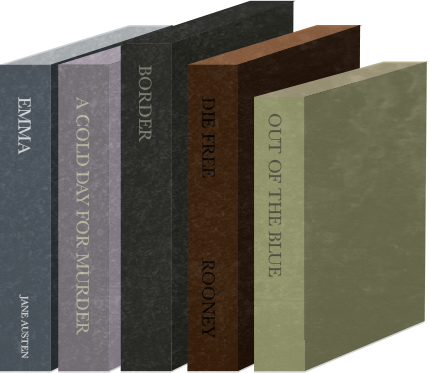 EMMA
JANE AUSTEN
A COLD DAY FOR MURDER
BORDER
DIE FREE
ROONEY
OUT OF THE BLUE